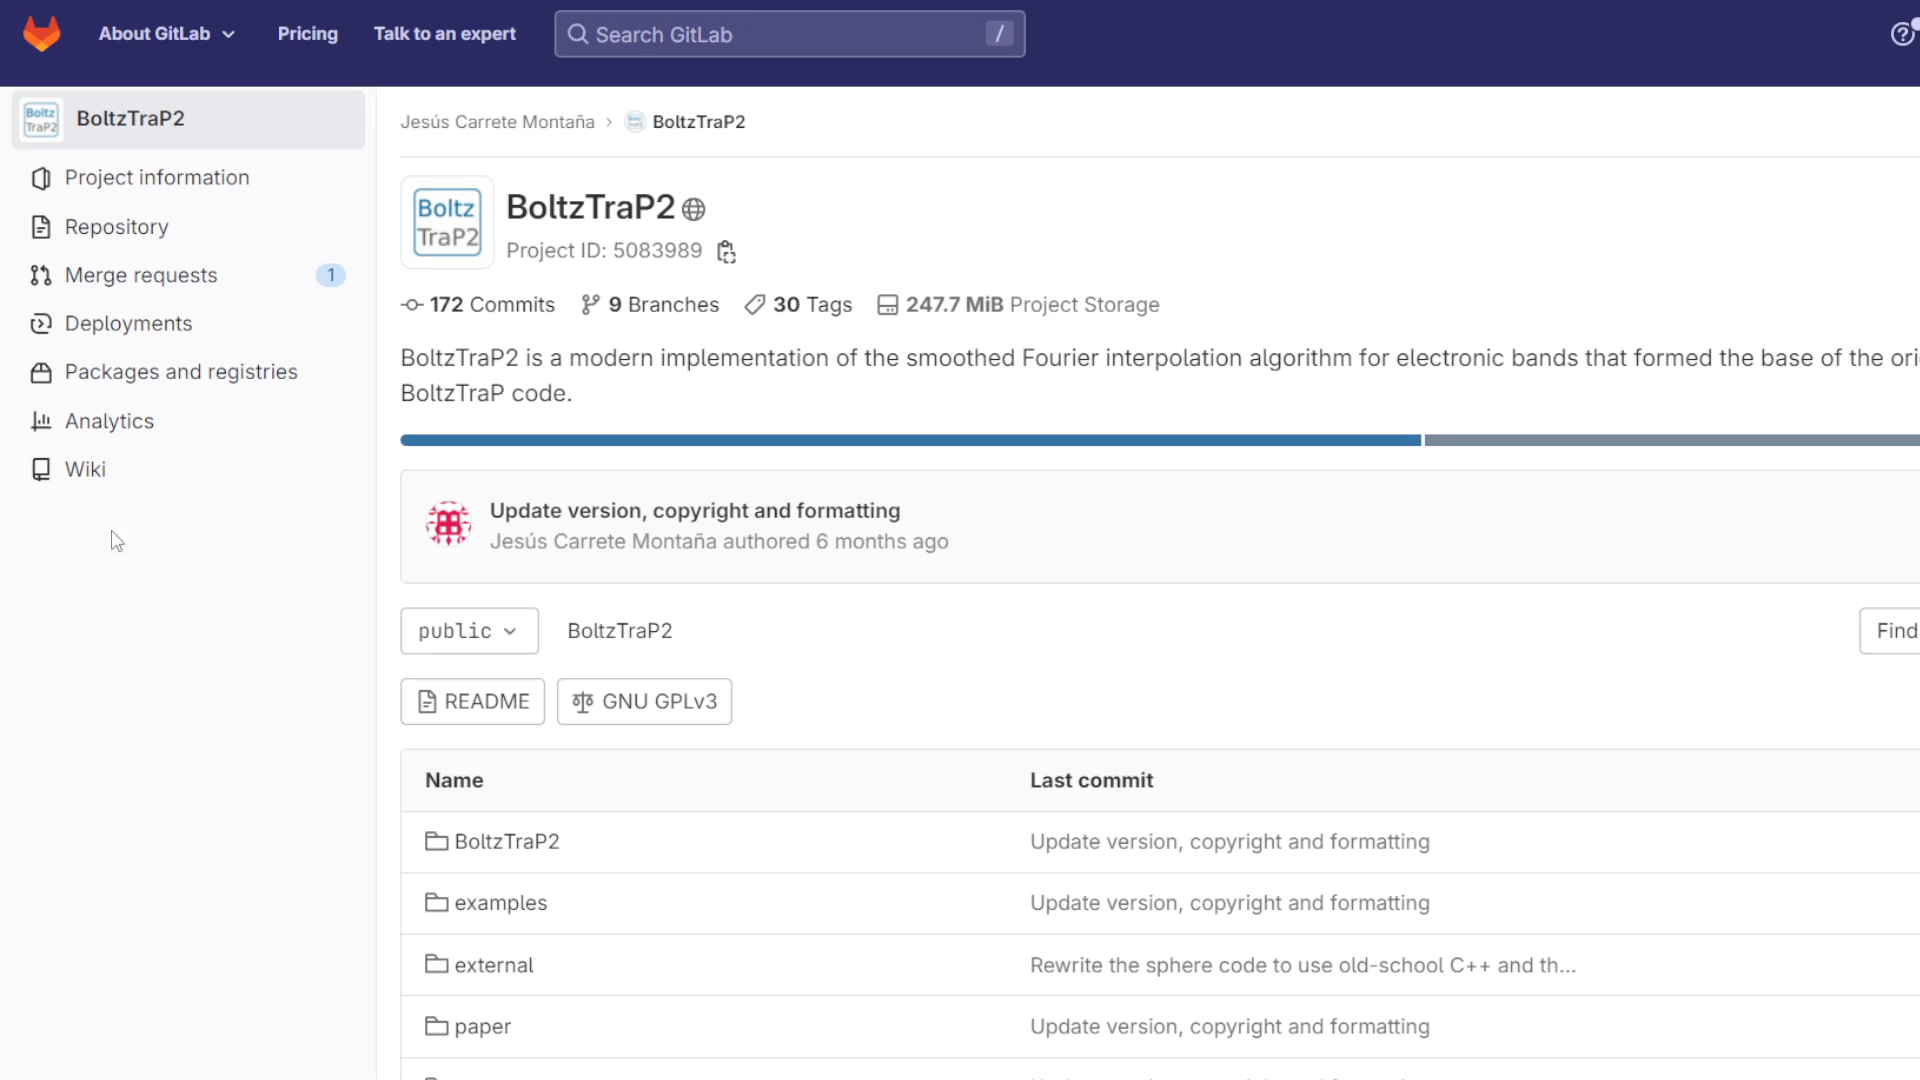 About GitLab
Pricing
Talk to an expert
Search GitLab
/
Boltz
TraP2
BoltzTraP2
Project information
Repository
Merge requests
1
Deployments
Packages and registries
Analytics
Wiki
Jesús Carrete Montaña › BoltzTraP2
Boltz
TraP2
BoltzTraP2
Project ID: 5083989
172 Commits
9 Branches
30 Tags
247.7 MiB Project Storage
BoltzTraP2 is a modern implementation of the smoothed Fourier interpolation algorithm for electronic bands that formed the base of the ori
BoltzTraP code.
Update version, copyright and formatting
Jesús Carrete Montaña authored 6 months ago
public
BoltzTraP2
Find
README
GNU GPLv3
Name
Last commit
BoltzTraP2
Update version, copyright and formatting
examples
Update version, copyright and formatting
external
Rewrite the sphere code to use old-school C++ and th...
paper
Update version, copyright and formatting